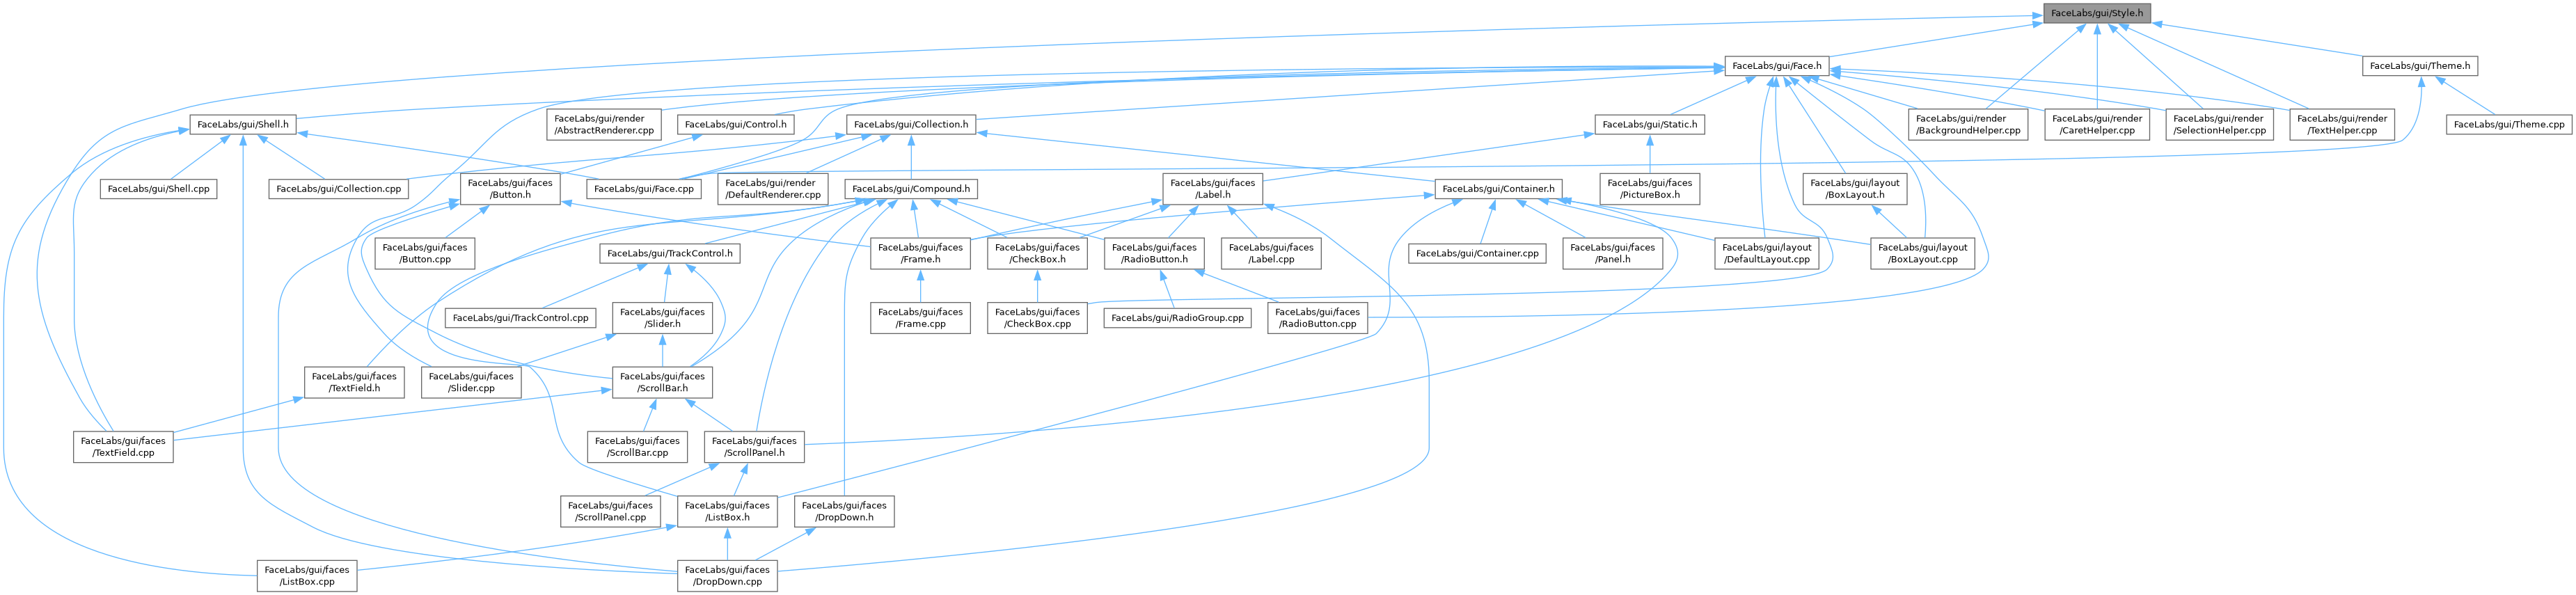 FaceLabs/gui/Style.h
FaceLabs/gui/Face.h
FaceLabs/gui/Theme.h
FaceLabs/gui/Shell.h
FaceLabs/gui/render
/AbstractRenderer.cpp
FaceLabs/gui/Control.h
FaceLabs/gui/Collection.h
FaceLabs/gui/Static.h
FaceLabs/gui/render
/BackgroundHelper.cpp
FaceLabs/gui/render
/CaretHelper.cpp
FaceLabs/gui/render
/SelectionHelper.cpp
FaceLabs/gui/render
/TextHelper.cpp
FaceLabs/gui/Theme.cpp
FaceLabs/gui/Shell.cpp
FaceLabs/gui/Collection.cpp
FaceLabs/gui/faces
/Button.h
FaceLabs/gui/Face.cpp
FaceLabs/gui/render
/DefaultRenderer.cpp
FaceLabs/gui/Compound.h
FaceLabs/gui/faces
/Label.h
FaceLabs/gui/Container.h
FaceLabs/gui/faces
/PictureBox.h
FaceLabs/gui/layout
/BoxLayout.h
FaceLabs/gui/faces
/Button.cpp
FaceLabs/gui/TrackControl.h
FaceLabs/gui/faces
/Frame.h
FaceLabs/gui/faces
/CheckBox.h
FaceLabs/gui/faces
/RadioButton.h
FaceLabs/gui/faces
/Label.cpp
FaceLabs/gui/Container.cpp
FaceLabs/gui/faces
/Panel.h
FaceLabs/gui/layout
/DefaultLayout.cpp
FaceLabs/gui/layout
/BoxLayout.cpp
FaceLabs/gui/TrackControl.cpp
FaceLabs/gui/faces
/Slider.h
FaceLabs/gui/faces
/Frame.cpp
FaceLabs/gui/faces
/CheckBox.cpp
FaceLabs/gui/RadioGroup.cpp
FaceLabs/gui/faces
/RadioButton.cpp
FaceLabs/gui/faces
/TextField.h
FaceLabs/gui/faces
/Slider.cpp
FaceLabs/gui/faces
/ScrollBar.h
FaceLabs/gui/faces
/TextField.cpp
FaceLabs/gui/faces
/ScrollBar.cpp
FaceLabs/gui/faces
/ScrollPanel.h
FaceLabs/gui/faces
/ScrollPanel.cpp
FaceLabs/gui/faces
/ListBox.h
FaceLabs/gui/faces
/DropDown.h
FaceLabs/gui/faces
/ListBox.cpp
FaceLabs/gui/faces
/DropDown.cpp